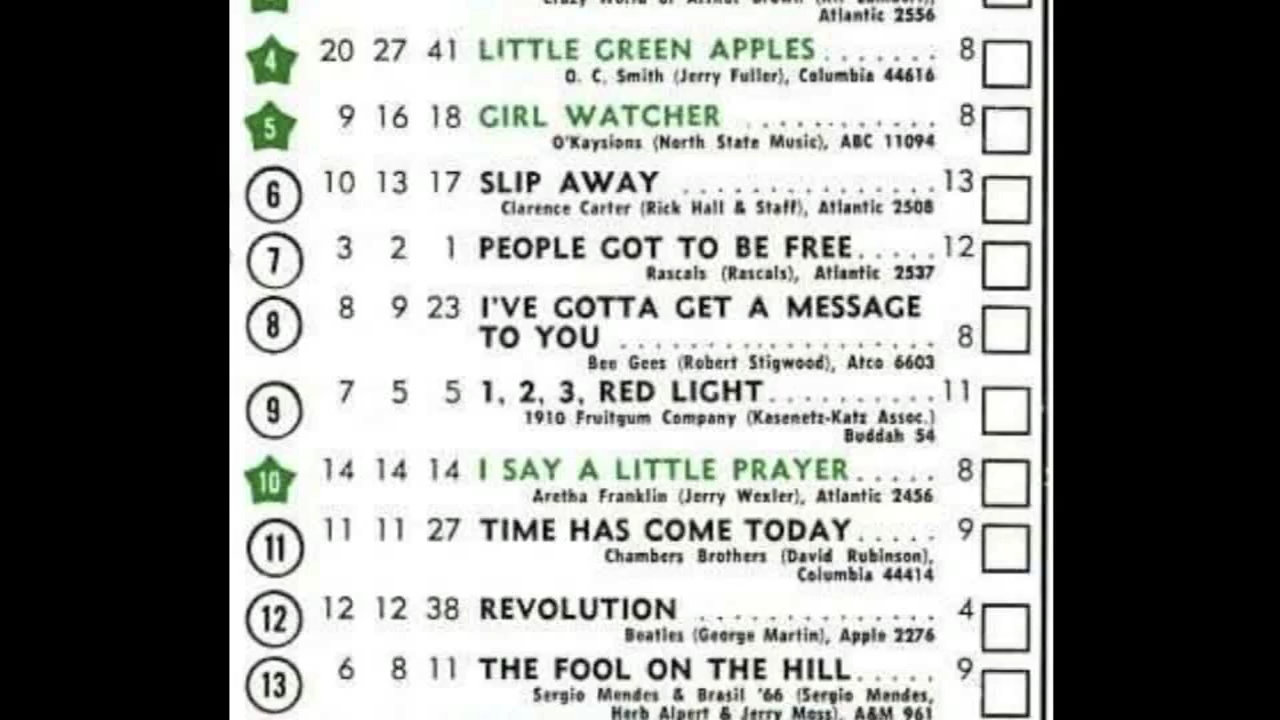 Crazy World of Arthur Brown (Kit Lambert),
Atlantic 2556
4 20 27 41 LITTLE GREEN APPLES . . . . . . . 8
O. C. Smith (Jerry Fuller), Columbia 44616
5 9 16 18 GIRL WATCHER . . . . . . . . . . . 8
O'Kaysions (North State Music), ABC 11094
6 10 13 17 SLIP AWAY . . . . . . . . . . . . . . . 13
Clarence Carter (Rick Hall & Staff), Atlantic 2508
7 3 2 1 PEOPLE GOT TO BE FREE . . . . . 12
Rascals (Rascals), Atlantic 2537
8 8 9 23 I'VE GOTTA GET A MESSAGE
TO YOU . . . . . . . . . . . . . . . . . . 8
Bee Gees (Robert Stigwood), Atco 6603
9 7 5 5 1, 2, 3, RED LIGHT . . . . . . . . . . 11
1910 Fruitgum Company (Kasenetz-Katz Assoc.)
Buddah 54
10 14 14 14 I SAY A LITTLE PRAYER . . . . . 8
Aretha Franklin (Jerry Wexler), Atlantic 2456
11 11 11 27 TIME HAS COME TODAY . . . . . 9
Chambers Brothers (David Rubinson),
Columbia 44414
12 12 12 38 REVOLUTION . . . . . . . . . . . . . . 4
Beatles (George Martin), Apple 2276
13 6 8 11 THE FOOL ON THE HILL . . . . . 9
Sergio Mendes & Brasil '66 (Sergio Mendes,
Herb Alpert & Jerry Moss), A&M 961